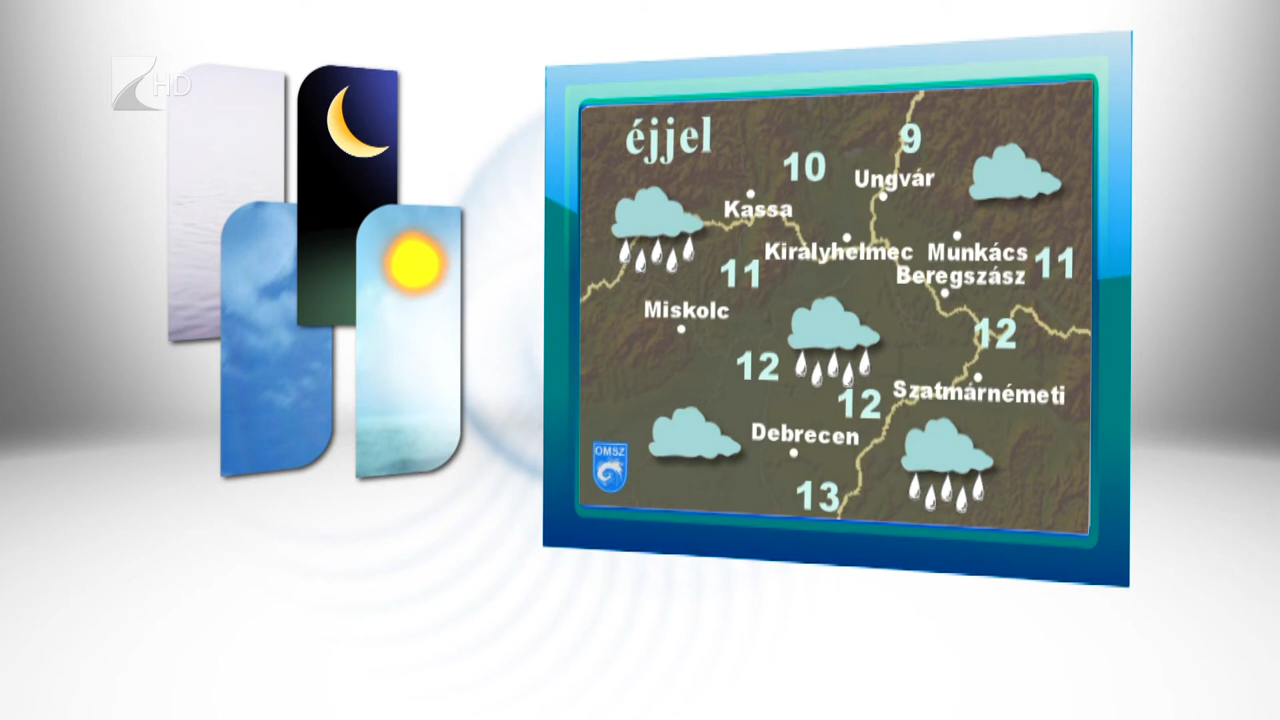 HD
éjjel
9
10
Ungvár
Kassa
Királyhelmec
Munkács
11
11
Beregszász
Miskolc
12
12
Szatmárnémeti
12
Debrecen
OMSZ
13